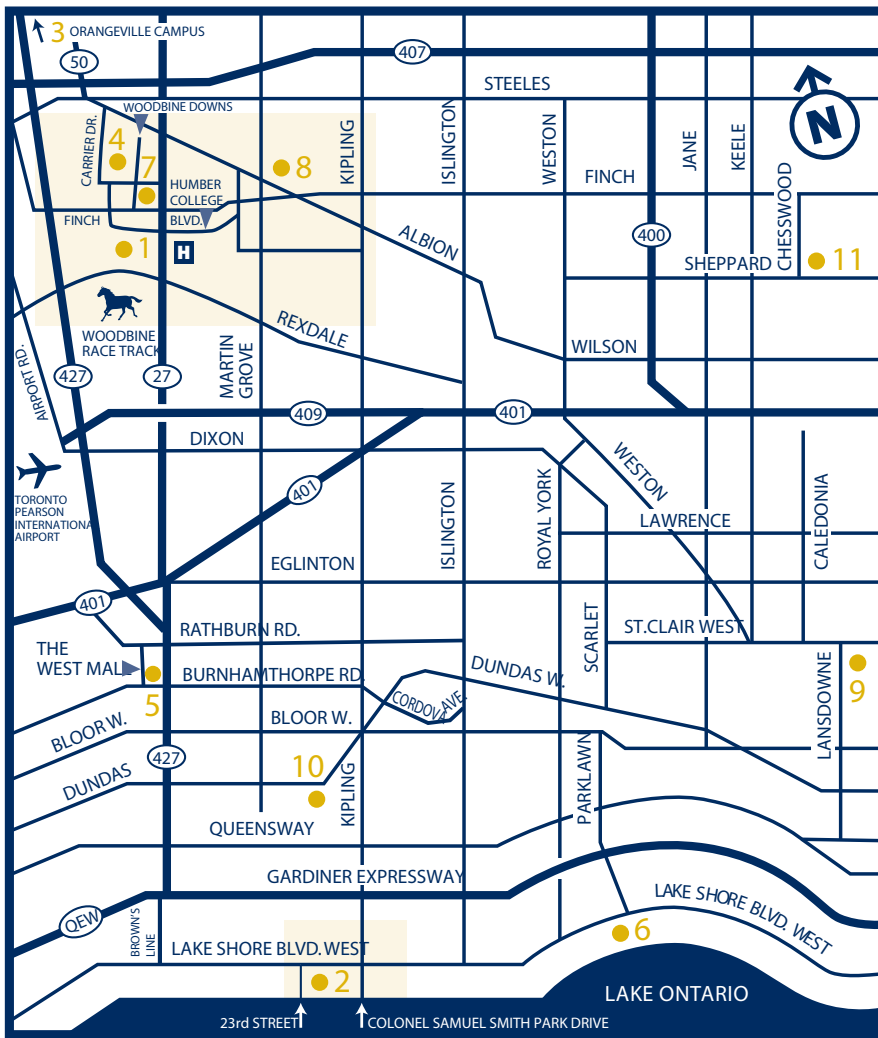 3 ORANGEVILLE CAMPUS
50
407
STEELES
WOODBINE DOWNS
N
CARRIER DR.
4
7
8
KIPLING
ISLINGTON
WESTON
FINCH
JANE
KEELE
CHESSWOOD
HUMBER
COLLEGE
BLVD.
FINCH
1
H
ALBION
400
SHEPPARD
11
WOODBINE
RACE TRACK
REXDALE
WILSON
AIRPORT RD.
427
27
MARTIN
GROVE
409
401
DIXON
WESTON
TORONTO
PEARSON
INTERNATIONAL
AIRPORT
401
ISLINGTON
ROYAL YORK
LAWRENCE
CALEDONIA
EGLINTON
401
RATHBURN RD.
SCARLET
ST.CLAIR WEST
THE
WEST MALL
BURNHAMTHORPE RD.
DUNDAS W.
CORDOVA AVE.
5
9
LANSDOWNE
BLOOR W.
BLOOR W.
427
DUNDAS
10
KIPLING
PARKLAWN
QUEENSWAY
GARDINER EXPRESSWAY
QEW
BROWN'S
LINE
LAKE SHORE BLVD. WEST
LAKE SHORE BLVD. WEST
6
2
LAKE ONTARIO
23rd STREET
COLONEL SAMUEL SMITH PARK DRIVE